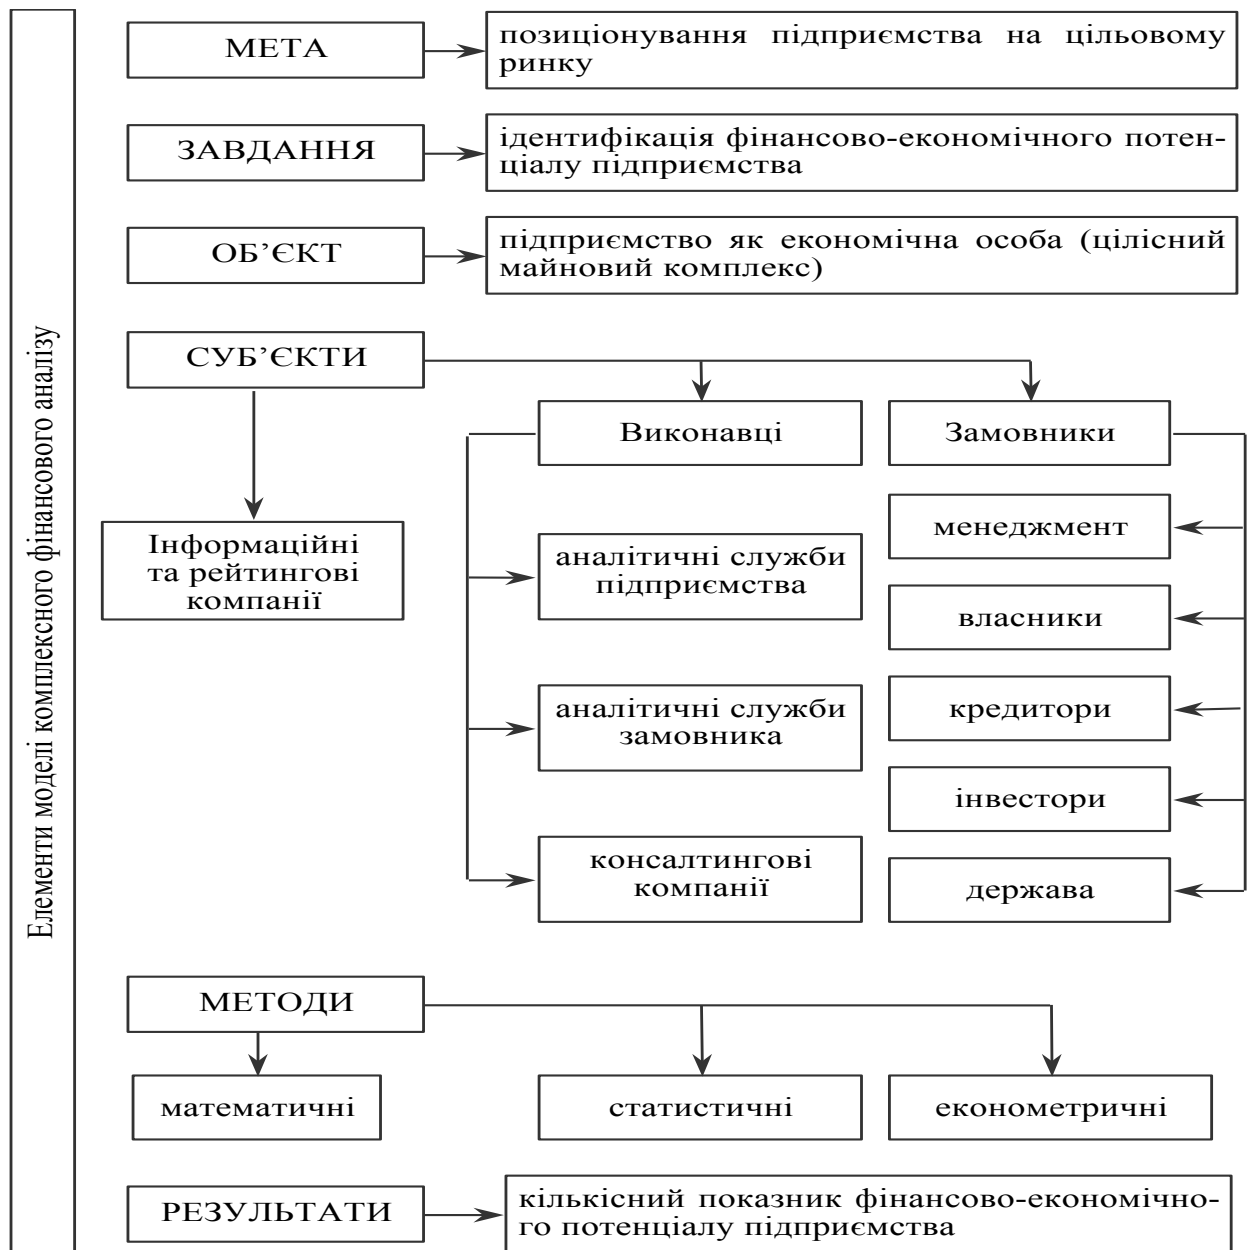 Елементи моделі комплексного фінансового аналізу
МЕТА
позиціонування підприємства на цільовому
ринку
ЗАВДАННЯ
ідентифікація фінансово-економічного потен-
ціалу підприємства
ОБ’ЄКТ
підприємство як економічна особа (цілісний
майновий комплекс)
СУБ’ЄКТИ
Інформаційні
та рейтингові
компанії
Виконавці
аналітичні служби
підприємства
аналітичні служби
замовника
консалтингові
компанії
Замовники
менеджмент
власники
кредитори
інвестори
держава
МЕТОДИ
математичні
статистичні
економетричні
РЕЗУЛЬТАТИ
кількісний показник фінансово-економічно-
го потенціалу підприємства